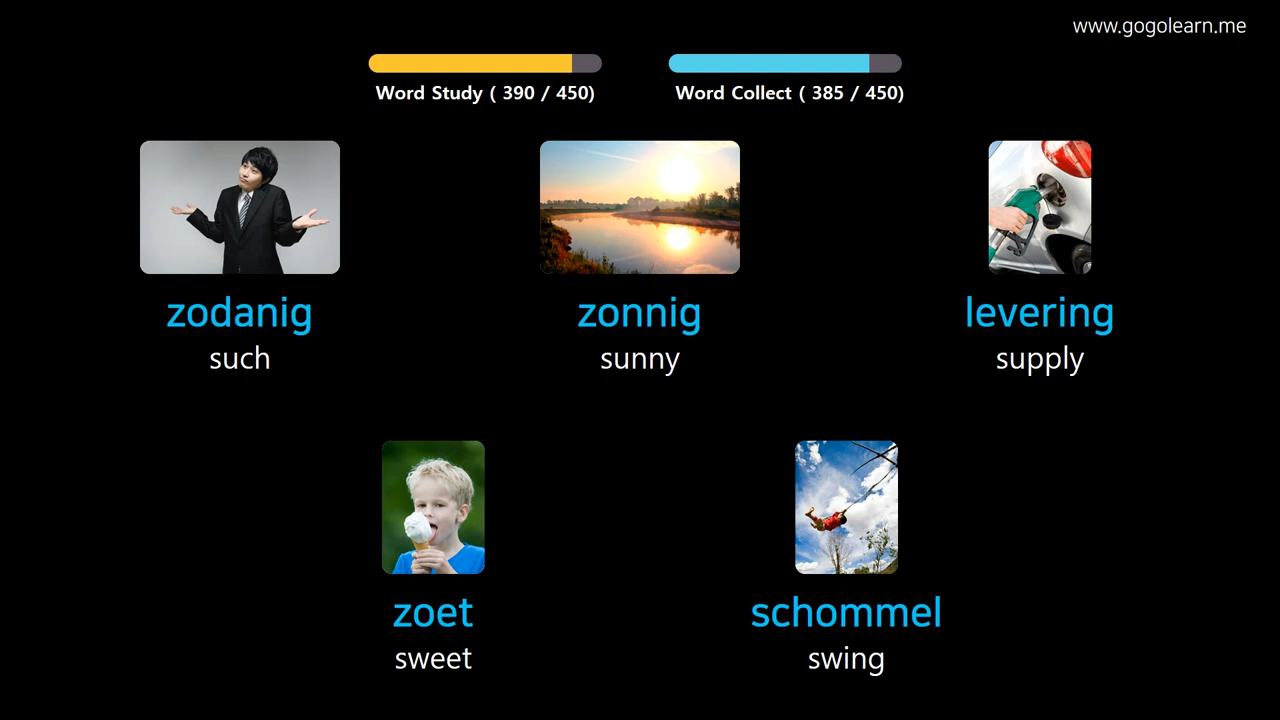 www.gogolearn.me
Word Study ( 390 / 450)
Word Collect ( 385 / 450)
zodanig
such
zonnig
sunny
levering
supply
zoet
sweet
schommel
swing